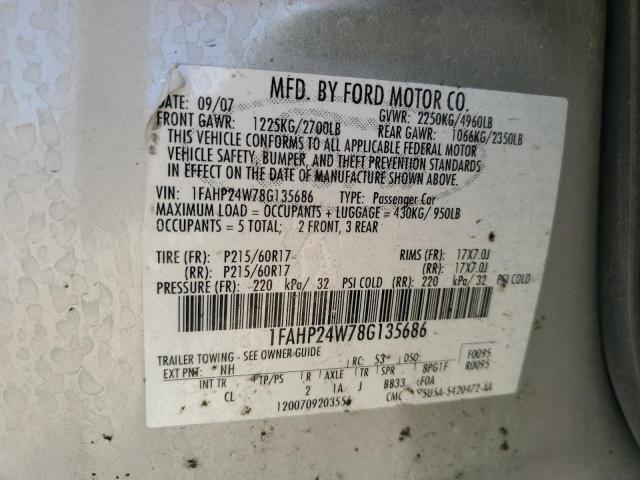 MFD. BY FORD MOTOR CO.
DATE: 09/07 GVWR: 2250KG/4960LB
FRONT GAWR: 1225KG/2700LB REAR GAWR: 1066KG/2350LB
THIS VEHICLE CONFORMS TO ALL APPLICABLE FEDERAL MOTOR
VEHICLE SAFETY, BUMPER, AND THEFT PREVENTION STANDARDS
IN EFFECT ON THE DATE OF MANUFACTURE SHOWN ABOVE.
VIN: 1FAHP24W78G135686 TYPE: Passenger Car
MAXIMUM LOAD = OCCUPANTS + LUGGAGE = 430KG/950LB
OCCUPANTS = 5 TOTAL; 2 FRONT, 3 REAR
TIRE (FR): P215/60R17 RIMS (FR): 17X7.0J
(RR): P215/60R17 (RR): 17X7.0J
PRESSURE (FR): 220 kPa/ 32 PSI COLD (RR): 220 kPa/ 32 PSI COLD
1FAHP24W78G135686
TRAILER TOWING - SEE OWNER GUIDE
EXT PNT: NH RC: 53 DSO: F0095
INT TR TP/PS R AXLE TR SPR BPG1F R0095
CL 2 1A J BB33 F0A
CMC 5U5A-5420472-AA